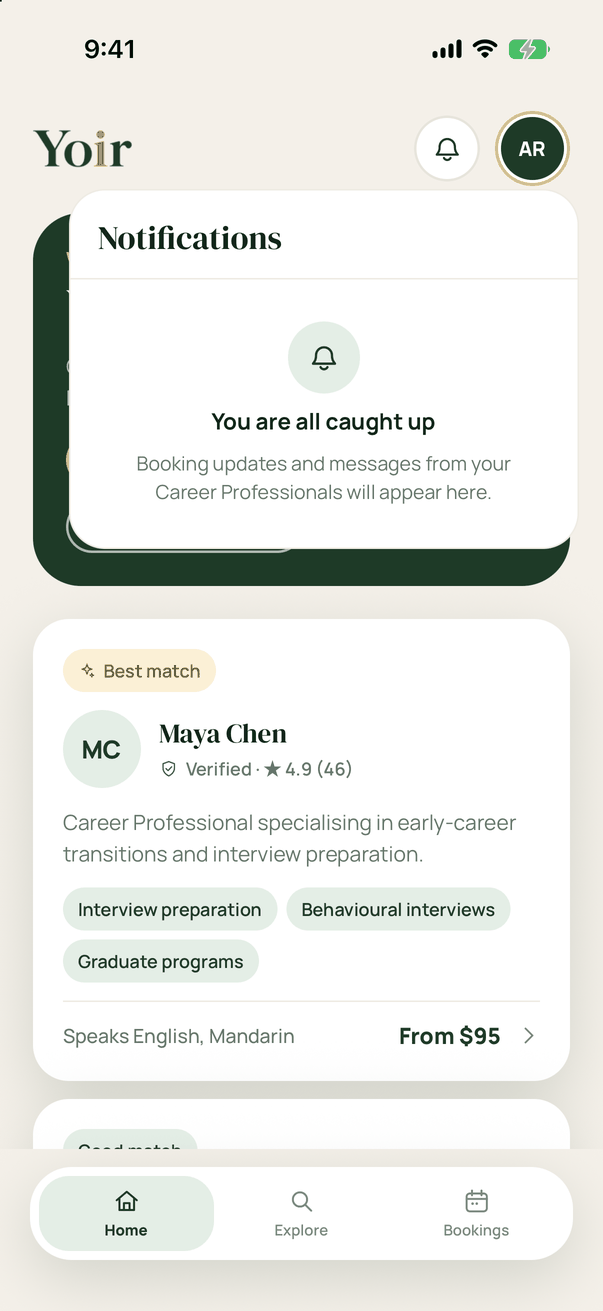 9:41
Yoir
AR
Notifications
You are all caught up
Booking updates and messages from your
Career Professionals will appear here.
Best match
MC
Maya Chen
Verified · ★ 4.9 (46)
Career Professional specialising in early-career
transitions and interview preparation.
Interview preparation
Behavioural interviews
Graduate programs
Speaks English, Mandarin
From $95
Good match
Home
Explore
Bookings